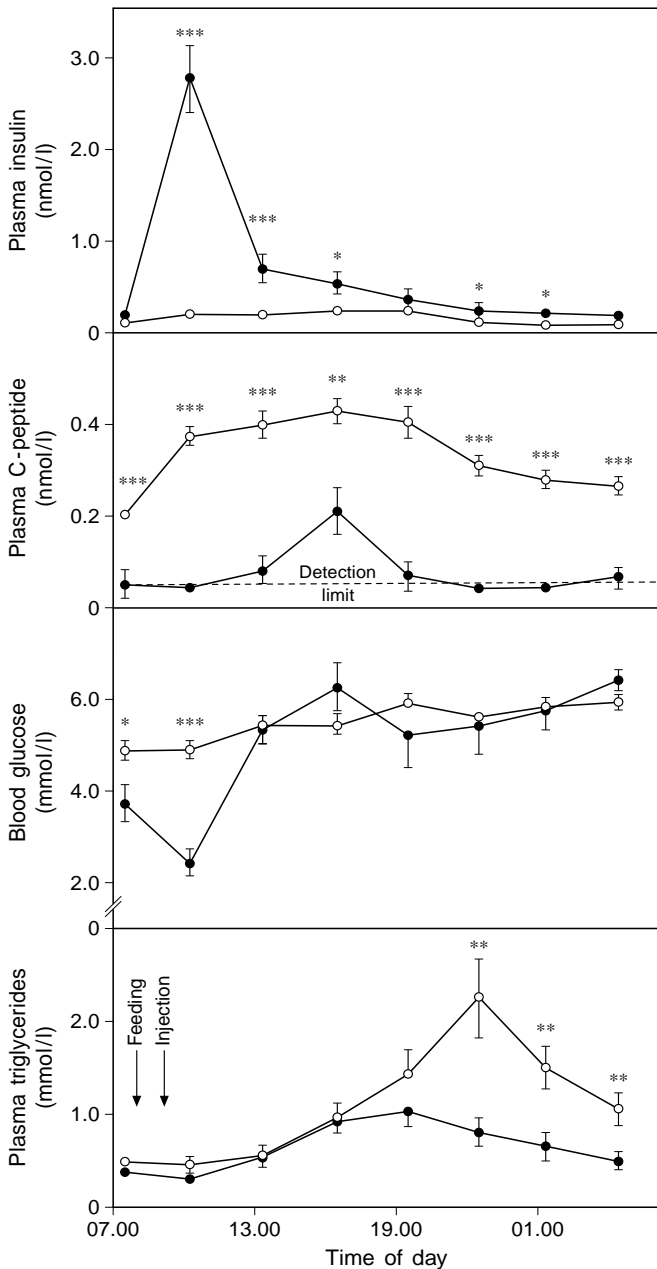 ***
3.0
2.0
***
1.0
*
*
*
0
Plasma insulin
(nmol/l)
**
***
***
***
0.4
***
***
***
***
0.2
Detection
limit
0
Plasma C-peptide
(nmol/l)
6.0
*
***
4.0
2.0
0
Blood glucose
(mmol/l)
**
Feeding
Injection
2.0
**
**
1.0
0
Plasma triglycerides
(mmol/l)
07.00
13.00
19.00
01.00
Time of day